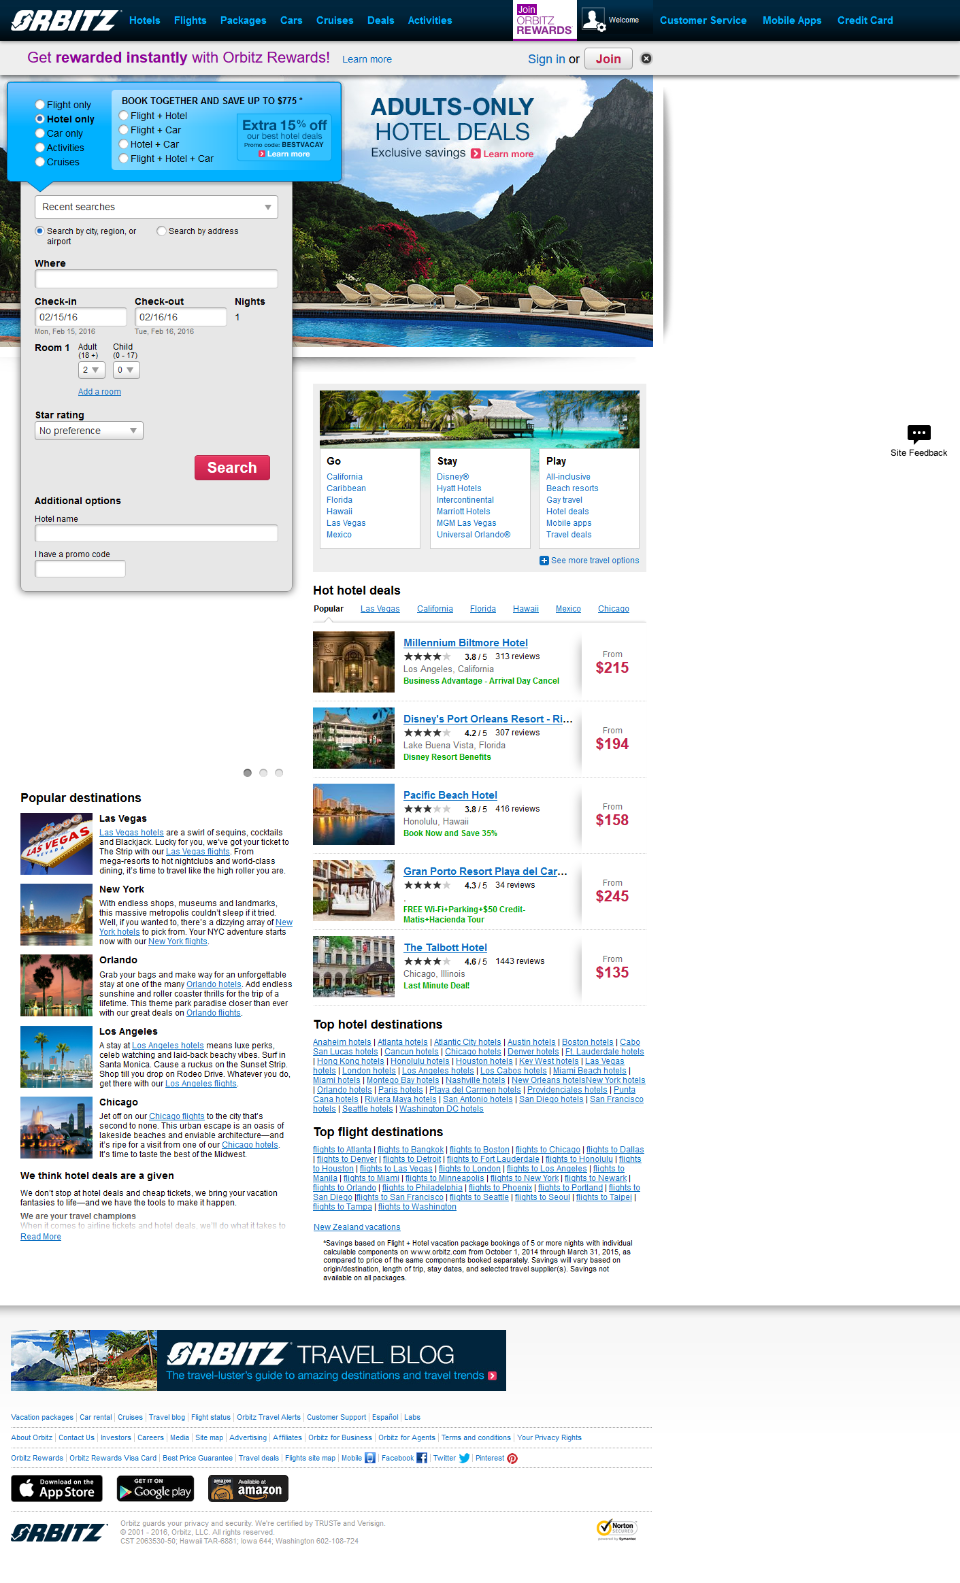 ORBITZ Hotels Flights Packages Cars Cruises Deals Activities Join ORBITZ REWARDS Welcome Customer Service Mobile Apps Credit Card
Get rewarded instantly with Orbitz Rewards! Learn more Sign in or Join
Flight only
Hotel only
Car only
Activities
Cruises
BOOK TOGETHER AND SAVE UP TO $775 *
Flight + Hotel
Flight + Car
Hotel + Car
Flight + Hotel + Car
Extra 15% off
our best hotel deals
Promo code: BESTVACAY
Learn more
ADULTS-ONLY
HOTEL DEALS
Exclusive savings Learn more
Recent searches
Search by city, region, or airport
Search by address
Where
Check-in Check-out Nights
02/15/16 02/16/16 1
Mon, Feb 15, 2016 Tue, Feb 16, 2016
Room 1 Adult (18 +) Child (0 - 17)
2 0
Add a room
Star rating
No preference
Search
Additional options
Hotel name
I have a promo code
Go
California
Caribbean
Florida
Hawaii
Las Vegas
Mexico
Stay
Disney®
Hyatt Hotels
Intercontinental
Marriott Hotels
MGM Las Vegas
Universal Orlando®
Play
All-inclusive
Beach resorts
Gay travel
Hotel deals
Mobile apps
Travel deals
See more travel options
Site Feedback
Hot hotel deals
Popular Las Vegas California Florida Hawaii Mexico Chicago
Millennium Biltmore Hotel
3.8 / 5 313 reviews
Los Angeles, California
Business Advantage - Arrival Day Cancel
From
$215
Disney's Port Orleans Resort - Ri...
4.2 / 5 307 reviews
Lake Buena Vista, Florida
Disney Resort Benefits
From
$194
Pacific Beach Hotel
3.8 / 5 416 reviews
Honolulu, Hawaii
Book Now and Save 35%
From
$158
Gran Porto Resort Playa del Car...
4.3 / 5 34 reviews
,
FREE Wi-Fi+Parking+$50 Credit-
Matis+Hacienda Tour
From
$245
The Talbott Hotel
4.6 / 5 1443 reviews
Chicago, Illinois
Last Minute Deal!
From
$135
Popular destinations
LAS VEGAS
NEVADA
Las Vegas
Las Vegas hotels are a swirl of sequins, cocktails
and Blackjack. Lucky for you, we've got your ticket to
The Strip with our Las Vegas flights. From
mega-resorts to hot nightclubs and world-class
dining, it's time to travel like the high roller you are.
New York
With endless shops, museums and landmarks,
this massive metropolis couldn't sleep if it tried.
Well, if you wanted to, there's a dizzying array of New
York hotels to pick from. Your NYC adventure starts
now with our New York flights.
Orlando
Grab your bags and make way for an unforgettable
stay at one of the many Orlando hotels. Add endless
sunshine and roller coaster thrills for the trip of a
lifetime. This theme park paradise closer than ever
with our great deals on Orlando flights.
Los Angeles
A stay at Los Angeles hotels means luxe perks,
celeb watching and laid-back beachy vibes. Surf in
Santa Monica. Cause a ruckus on the Sunset Strip.
Shop till you drop on Rodeo Drive. Whatever you do,
get there with our Los Angeles flights.
Chicago
Jet off on our Chicago flights to the city that's
second to none. This urban escape is an oasis of
lakeside beaches and enviable architecture—and
it's ripe for a visit from one of our Chicago hotels.
It's time to taste the best of the Midwest.
We think hotel deals are a given
We don't stop at hotel deals and cheap tickets, we bring your vacation
fantasies to life—and we have the tools to make it happen.
We are your travel champions
When it comes to airline tickets and hotel deals, we'll do what it takes to
Read More
Top hotel destinations
Anaheim hotels | Atlanta hotels | Atlantic City hotels | Austin hotels | Boston hotels | Cabo
San Lucas hotels | Cancun hotels | Chicago hotels | Denver hotels | Ft. Lauderdale hotels
| Hong Kong hotels | Honolulu hotels | Houston hotels | Key West hotels | Las Vegas
hotels | London hotels | Los Angeles hotels | Los Cabos hotels | Miami Beach hotels |
Miami hotels | Montego Bay hotels | Nashville hotels | New Orleans hotelsNew York hotels
| Orlando hotels | Paris hotels | Playa del Carmen hotels | Providenciales hotels | Punta
Cana hotels | Riviera Maya hotels | San Antonio hotels | San Diego hotels | San Francisco
hotels | Seattle hotels | Washington DC hotels
Top flight destinations
flights to Atlanta | flights to Bangkok | flights to Boston | flights to Chicago | flights to Dallas
| flights to Denver | flights to Detroit | flights to Fort Lauderdale | flights to Honolulu | flights
to Houston | flights to Las Vegas | flights to London | flights to Los Angeles | flights to
Manila | flights to Miami | flights to Minneapolis | flights to New York | flights to Newark |
flights to Orlando | flights to Philadelphia | flights to Phoenix | flights to Portland | flights to
San Diego |flights to San Francisco | flights to Seattle | flights to Seoul | flights to Taipei |
flights to Tampa | flights to Washington
New Zealand vacations
*Savings based on Flight + Hotel vacation package bookings of 5 or more nights with individual
calculable components on www.orbitz.com from October 1, 2014 through March 31, 2015, as
compared to price of the same components booked separately. Savings will vary based on
origin/destination, length of trip, stay dates, and selected travel supplier(s). Savings not
available on all packages.
ORBITZ TRAVEL BLOG
The travel-luster's guide to amazing destinations and travel trends
Vacation packages | Car rental | Cruises | Travel blog | Flight status | Orbitz Travel Alerts | Customer Support | Español | Labs
About Orbitz | Contact Us | Investors | Careers | Media | Site map | Advertising | Affiliates | Orbitz for Business | Orbitz for Agents | Terms and conditions | Your Privacy Rights
Orbitz Rewards | Orbitz Rewards Visa Card | Best Price Guarantee | Travel deals | Flights site map | Mobile | Facebook | Twitter | Pinterest
Download on the App Store
GET IT ON Google play
Available at amazon
ORBITZ
Orbitz guards your privacy and security. We're certified by TRUSTe and Verisign.
© 2001 - 2016, Orbitz, LLC. All rights reserved.
CST 2063530-50; Hawaii TAR-6881; Iowa 644; Washington 602-108-724
Norton
SECURED
powered by Symantec